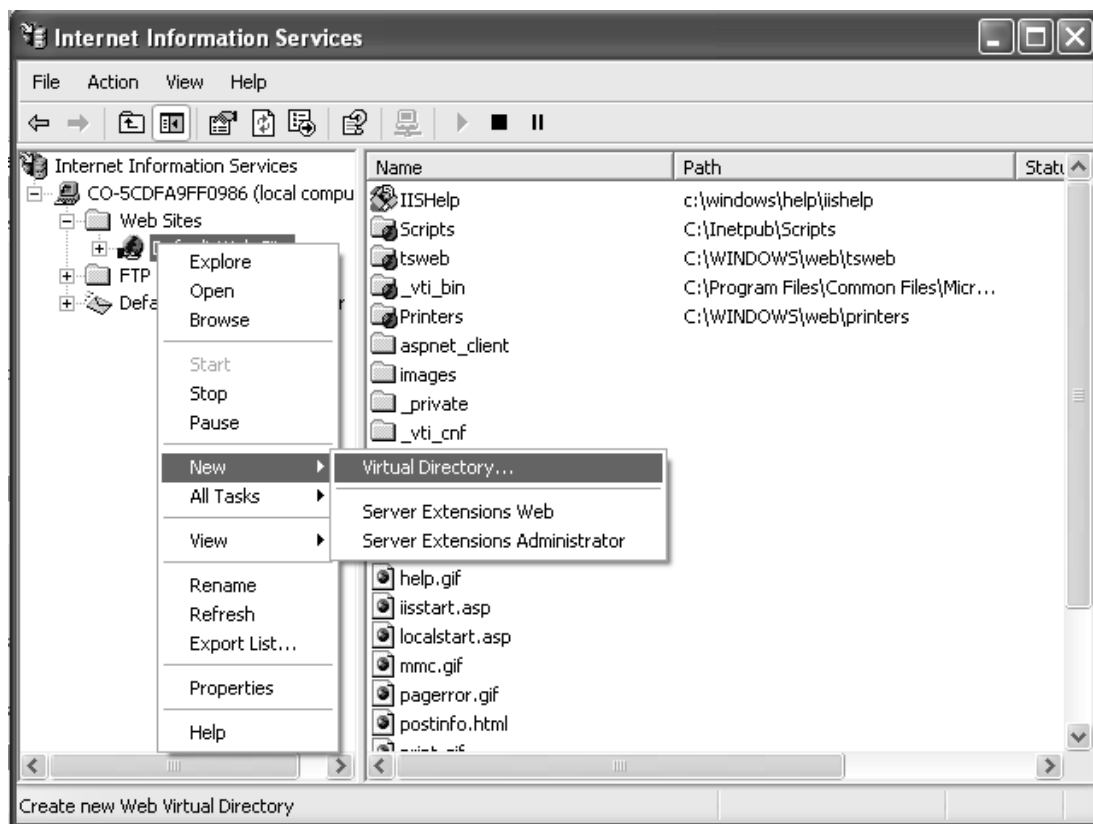 Internet Information Services
File Action View Help
Internet Information Services
CO-5CDFA9FF0986 (local compu
Web Sites
FTP
Defa
Explore
Open
Browse
Start
Stop
Pause
New
All Tasks
View
Rename
Refresh
Export List...
Properties
Help
Virtual Directory...
Server Extensions Web
Server Extensions Administrator
Name Path Statu
IISHelp c:\windows\help\iishelp
Scripts C:\Inetpub\Scripts
tsweb C:\WINDOWS\web\tsweb
_vti_bin C:\Program Files\Common Files\Micr...
Printers C:\WINDOWS\web\printers
aspnet_client
images
_private
_vti_cnf
help.gif
iisstart.asp
localstart.asp
mmc.gif
pagerror.gif
postinfo.html
Create new Web Virtual Directory